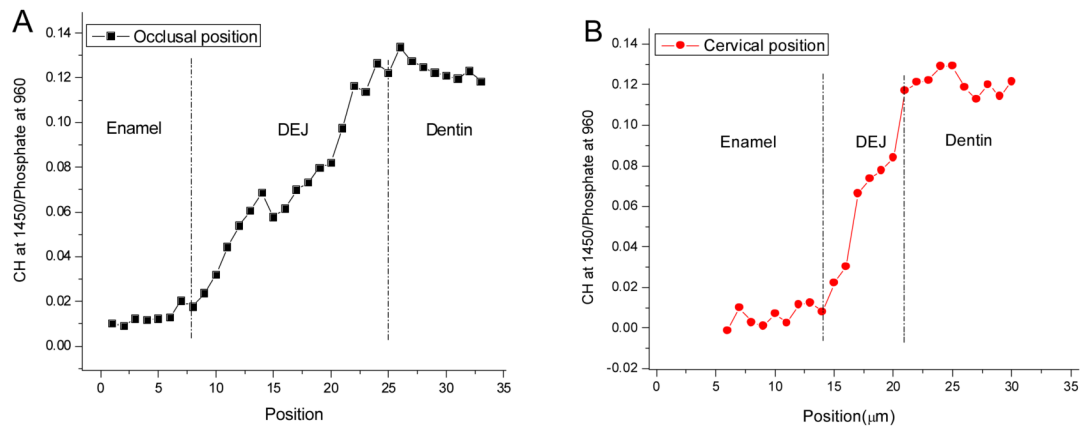 A
Occlusal position
CH at 1450/Phosphate at 960
0.14
0.12
0.10
0.08
0.06
0.04
0.02
0.00
Enamel
DEJ
Dentin
0 5 10 15 20 25 30 35
Position
B
Cervical position
CH at 1450/Phosphate at 960
0.14
0.12
0.10
0.08
0.06
0.04
0.02
0.00
-0.02
Enamel
DEJ
Dentin
0 5 10 15 20 25 30 35
Position(μm)